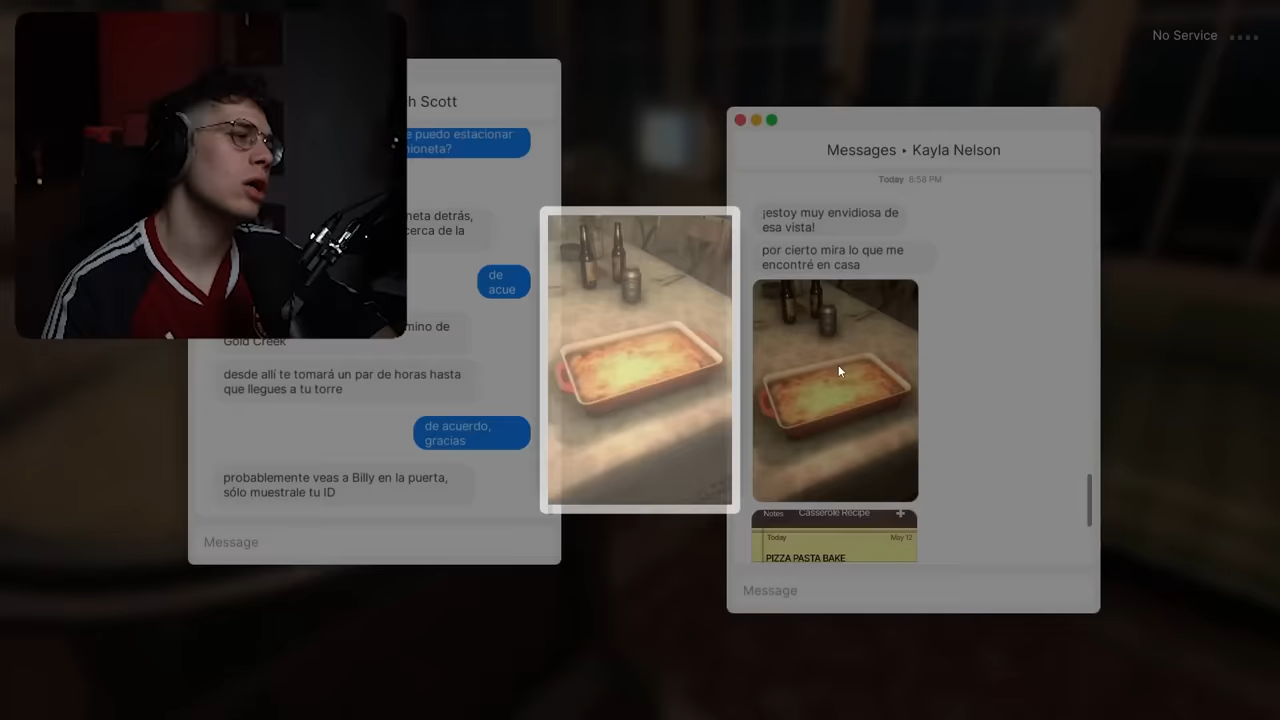 No Service
h Scott
e puedo estacionar
nioneta?
neta detrás,
cerca de la
de
acue
mino de
Gold Creek
desde allí te tomará un par de horas hasta
que llegues a tu torre
de acuerdo,
gracias
probablemente veas a Billy en la puerta,
sólo muestrale tu ID
Message
Messages ▸ Kayla Nelson
Today 8:58 PM
¡estoy muy envidiosa de
esa vista!
por cierto mira lo que me
encontré en casa
Notes Casserole Recipe +
Today May 12
PIZZA PASTA BAKE
Message